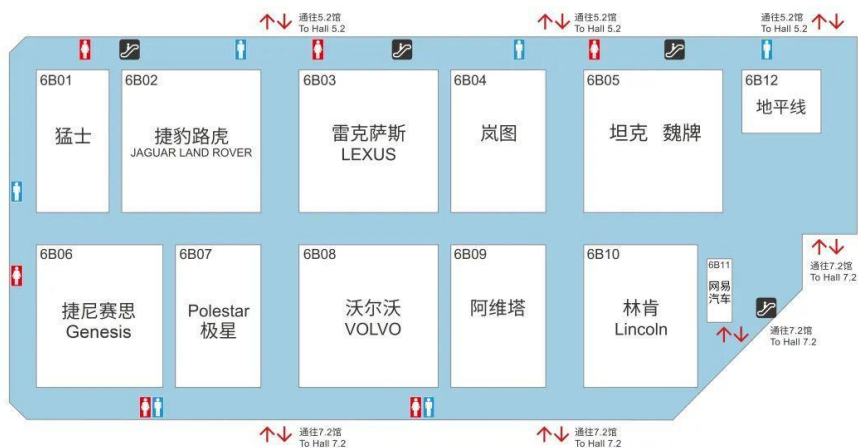 通往5.2馆
To Hall 5.2
通往5.2馆
To Hall 5.2
通往5.2馆
To Hall 5.2
6B01
猛士
6B02
捷豹路虎
JAGUAR LAND ROVER
6B03
雷克萨斯
LEXUS
6B04
岚图
6B05
坦克 魏牌
6B12
地平线
6B06
捷尼赛思
Genesis
6B07
Polestar
极星
6B08
沃尔沃
VOLVO
6B09
阿维塔
6B10
林肯
Lincoln
6B11
网易
汽车
通往7.2馆
To Hall 7.2
通往7.2馆
To Hall 7.2
通往7.2馆
To Hall 7.2
通往7.2馆
To Hall 7.2